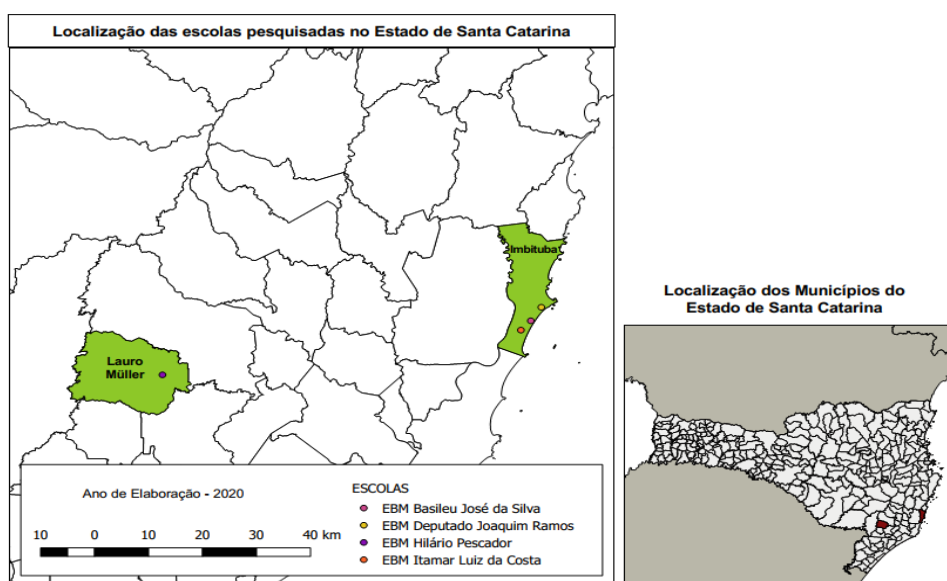 Localização das escolas pesquisadas no Estado de Santa Catarina
Imbituba
Lauro
Müller
Ano de Elaboração - 2020
10 0 10 20 30 40 km
ESCOLAS
EBM Basileu José da Silva
EBM Deputado Joaquim Ramos
EBM Hilário Pescador
EBM Itamar Luiz da Costa
Localização dos Municípios do
Estado de Santa Catarina